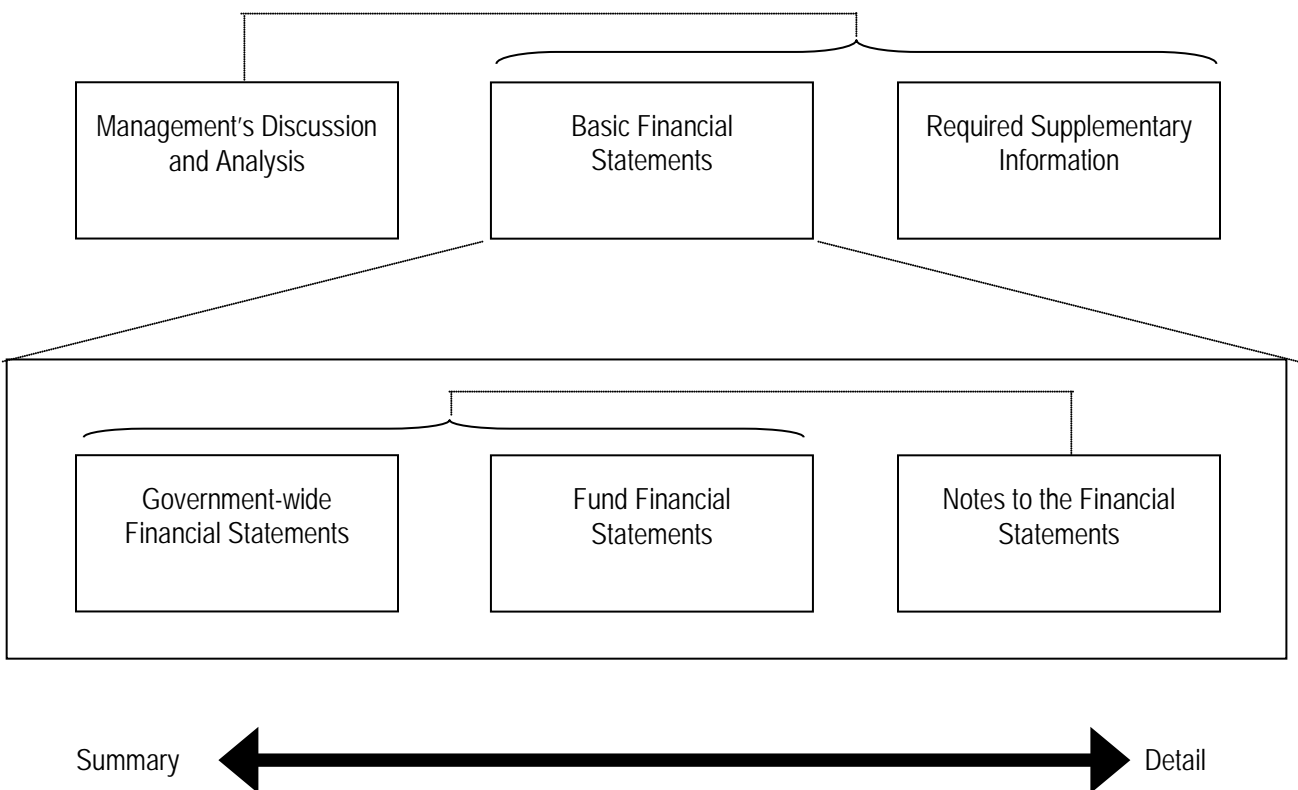 Management’s Discussion
and Analysis
Basic Financial
Statements
Required Supplementary
Information
Government-wide
Financial Statements
Fund Financial
Statements
Notes to the Financial
Statements
Summary
Detail